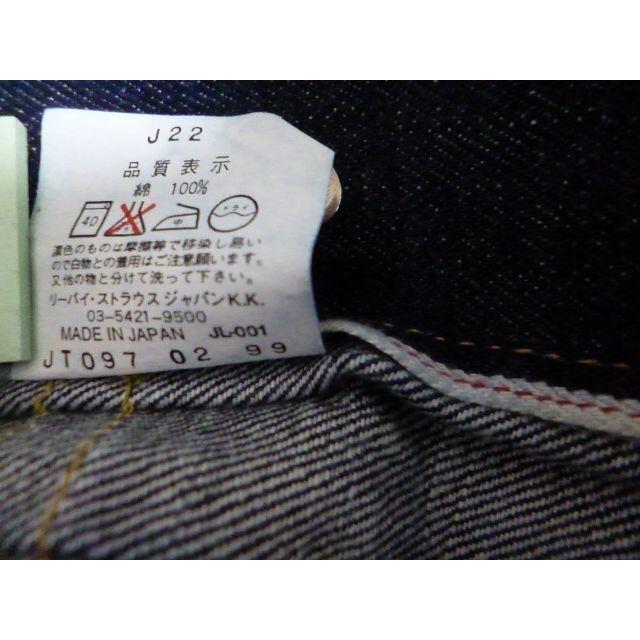 J22
品質表示
綿 100%
40 中 ドライ
濃色のものは摩擦等で移染し易い
ので白物との着用はご注意願います。
又他の物と分けて洗って下さい。
リーバイ・ストラウス ジャパンK.K.
03-5421-9500
MADE IN JAPAN JL-001
JT097 02 99